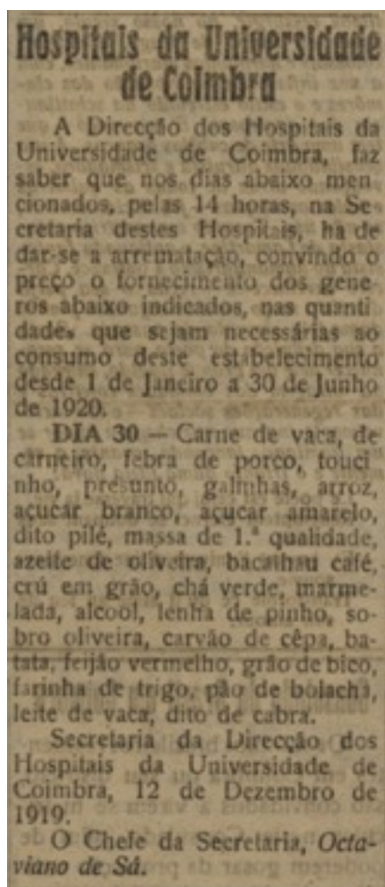 Hospitais da Universidade
de Coimbra
A Direcção dos Hospitais da
Universidade de Coimbra, faz
saber que nos dias abaixo men
cionados, pelas 14 horas, na Se
cretaria destes Hospitais, ha de
dar-se a arrematação, convindo o
preço o fornecimento dos gene
ros abaixo indicados, nas quanti
dades que sejam necessárias ao
consumo deste estabelecimento
desde 1 de Janeiro a 30 de Junho
de 1920.
DIA 30 — Carne de vaca, de
carneiro, febra de porco, touci
nho, presunto, galinhas, arroz,
açucar branco, açucar amarelo,
dito pilé, massa de 1.ª qualidade,
azeite de oliveira, bacalhau café,
crú em grão, chá verde, marme-
lada, alcool, lenha de pinho, so-
bro oliveira, carvão de cêpa, ba-
tata, feijão vermelho, grão de bico,
farinha de trigo, pão de bolacha,
leite de vaca, dito de cabra.
Secretaria da Direcção dos
Hospitais da Universidade de
Coimbra, 12 de Dezembro de
1919.
O Chefe da Secretaria, Octa-
viano de Sá.